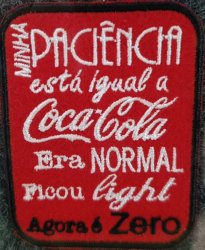 MINHA
PACIÊNCIA
está igual a
Coca-Cola
Era NORMAL
Ficou light
Agora é Zero